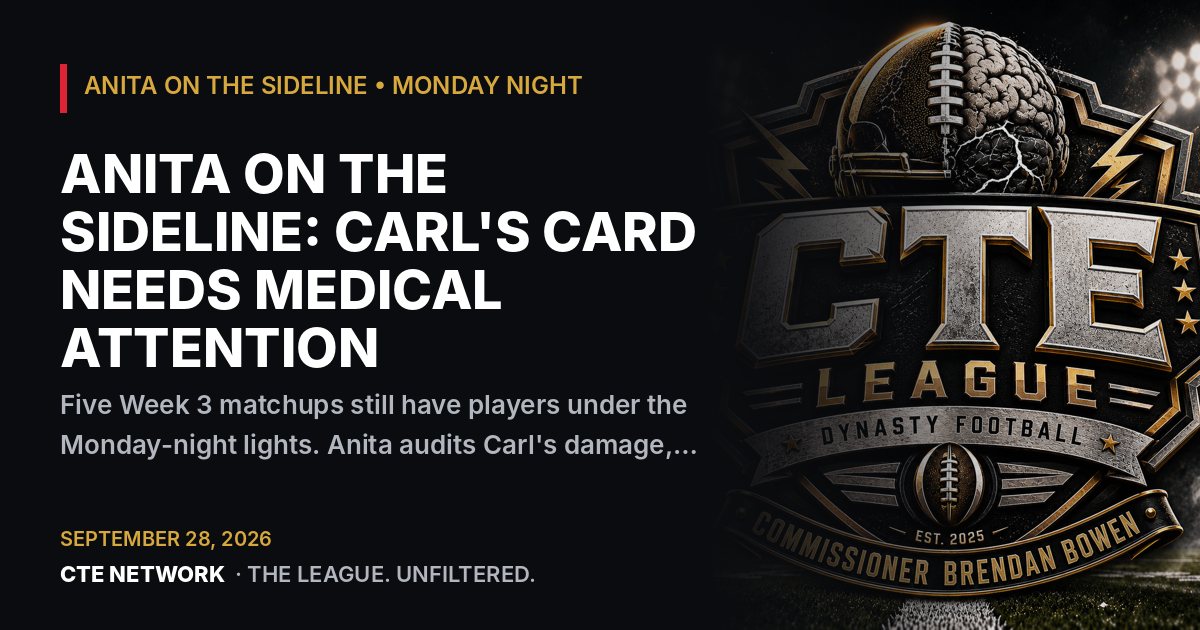 ANITA ON THE SIDELINE • MONDAY NIGHT
ANITA ON THE
SIDELINE: CARL'S CARD
NEEDS MEDICAL
ATTENTION
Five Week 3 matchups still have players under the
Monday-night lights. Anita audits Carl's damage,...
SEPTEMBER 28, 2026
CTE NETWORK · THE LEAGUE. UNFILTERED.
CTE
LEAGUE
DYNASTY FOOTBALL
EST. 2025
COMMISSIONER BRENDAN BOWEN